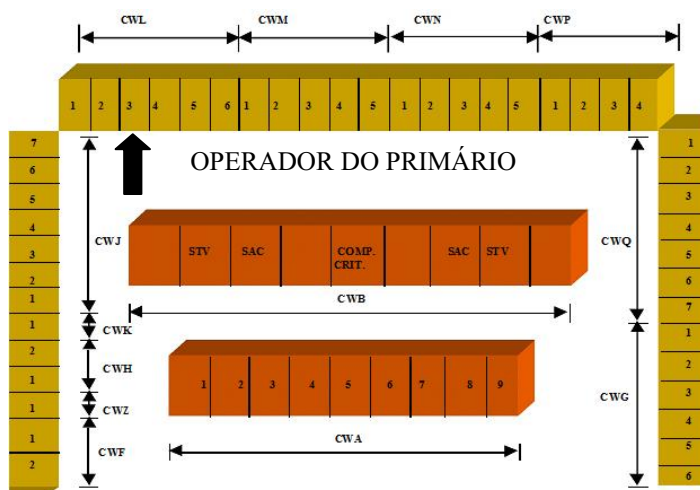 CWL CWM CWN CWP
1 2 3 4 5 6 1 2 3 4 5 1 2 3 4 5 1 2 3 4
7
6
5
4
3
2
1
1
2
1
1
1
2
OPERADOR DO PRIMÁRIO
CWJ
CWK
CWH
CWZ
CWF
STV SAC COMP. CRIT. SAC STV
CWB
1 2 3 4 5 6 7 8 9
CWA
CWQ
CWG
1
2
3
4
5
6
7
1
2
3
4
5
6